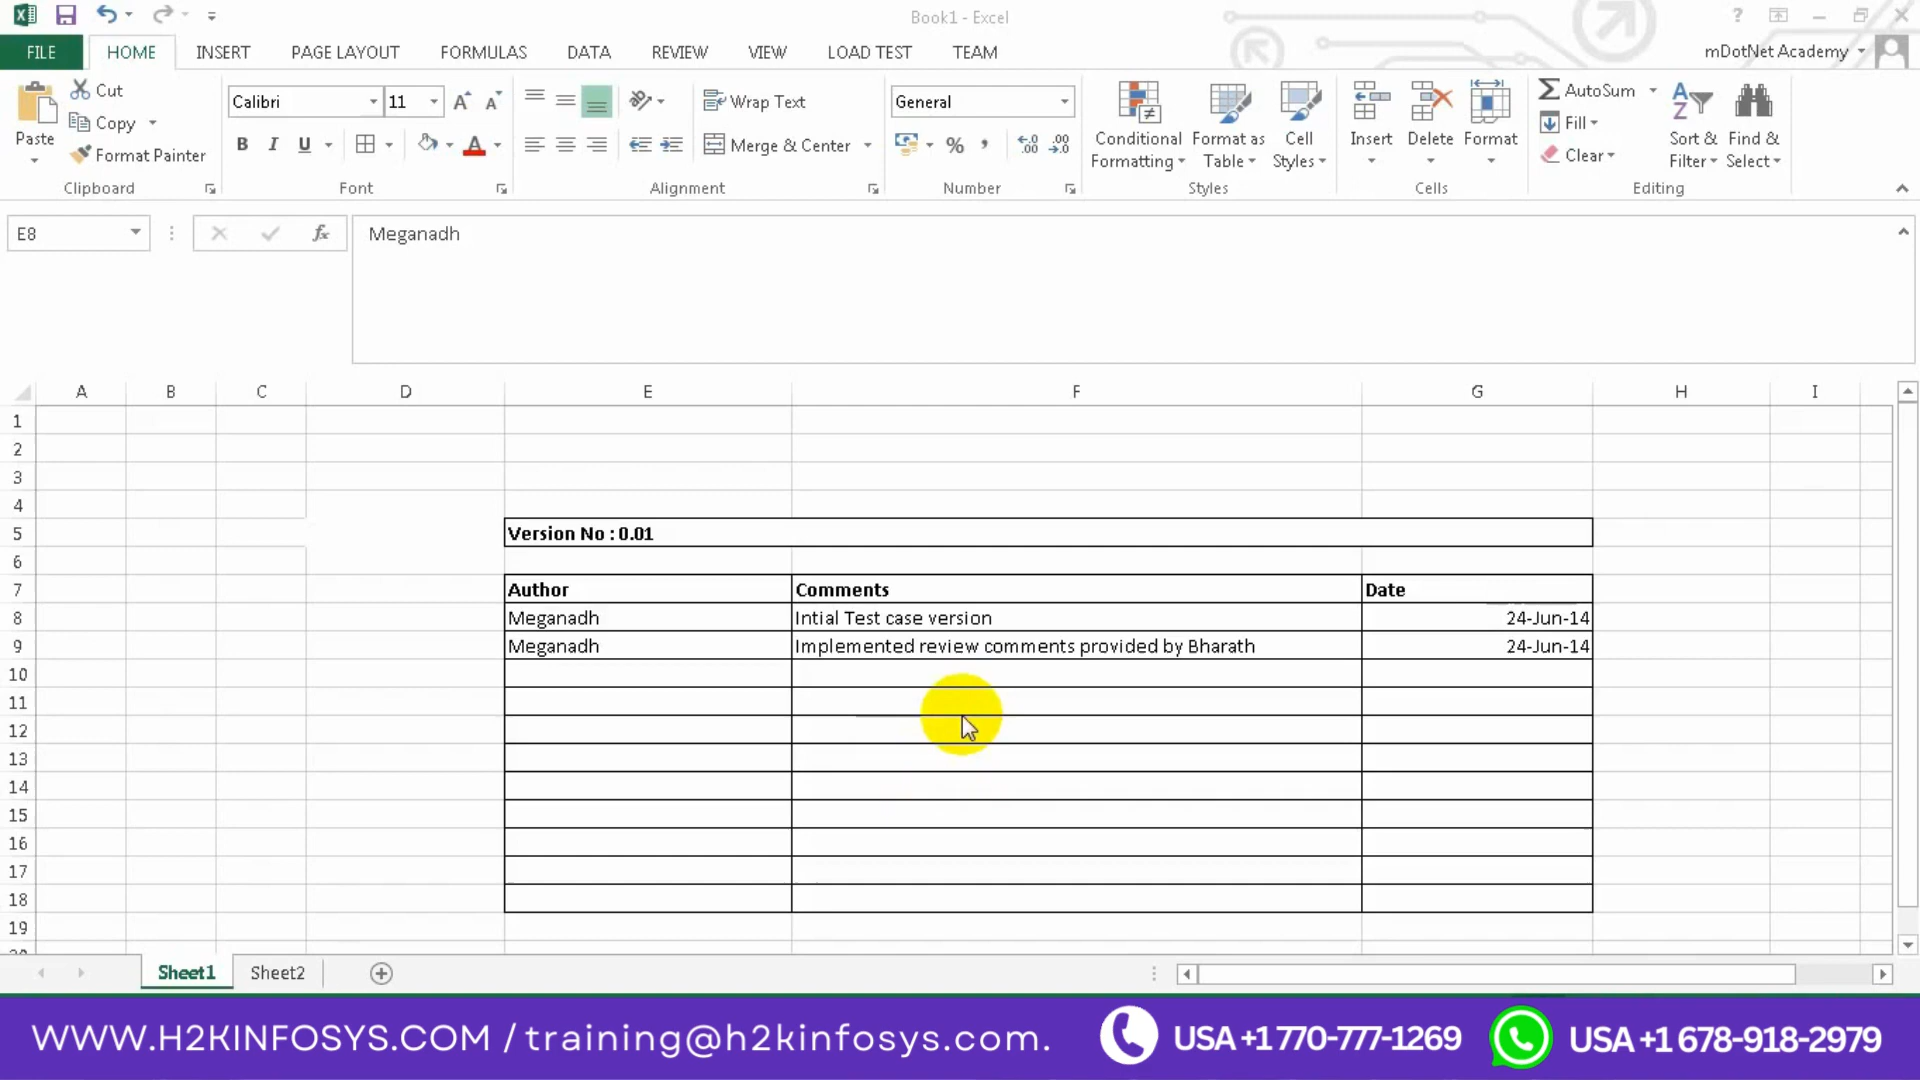 Book1 - Excel
FILE HOME INSERT PAGE LAYOUT FORMULAS DATA REVIEW VIEW LOAD TEST TEAM mDotNet Academy
Paste Cut Copy Format Painter Clipboard
Calibri 11 B I U Font
Wrap Text Merge & Center Alignment
General % , Number
Conditional Formatting Format as Table Cell Styles Styles
Insert Delete Format Cells
AutoSum Fill Clear Sort & Filter Find & Select Editing
E8 fx Meganadh
A B C D E F G H I
1
2
3
4
5 Version No : 0.01
6
7 Author Comments Date
8 Meganadh Intial Test case version 24-Jun-14
9 Meganadh Implemented review comments provided by Bharath 24-Jun-14
10
11
12
13
14
15
16
17
18
19
Sheet1 Sheet2
WWW.H2KINFOSYS.COM / training@h2kinfosys.com. USA +1 770-777-1269 USA +1 678-918-2979